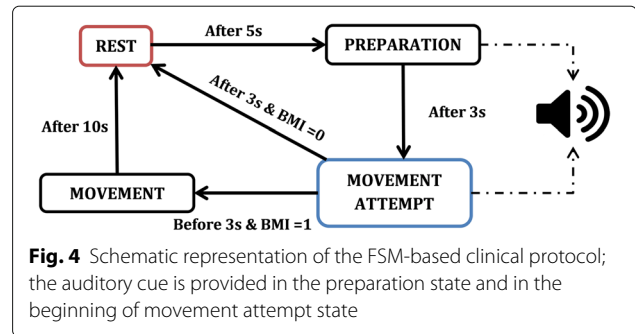 After 5s
REST
PREPARATION
After 3s & BMI =0
After 3s
After 10s
MOVEMENT
MOVEMENT
ATTEMPT
Before 3s & BMI =1
Fig. 4 Schematic representation of the FSM-based clinical protocol;
the auditory cue is provided in the preparation state and in the
beginning of movement attempt state